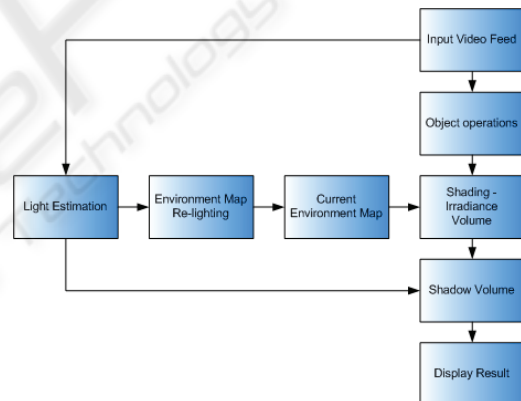 Input Video Feed
Object operations
Light Estimation
Environment Map
Re-lighting
Current
Environment Map
Shading -
Irradiance
Volume
Shadow Volume
Display Result